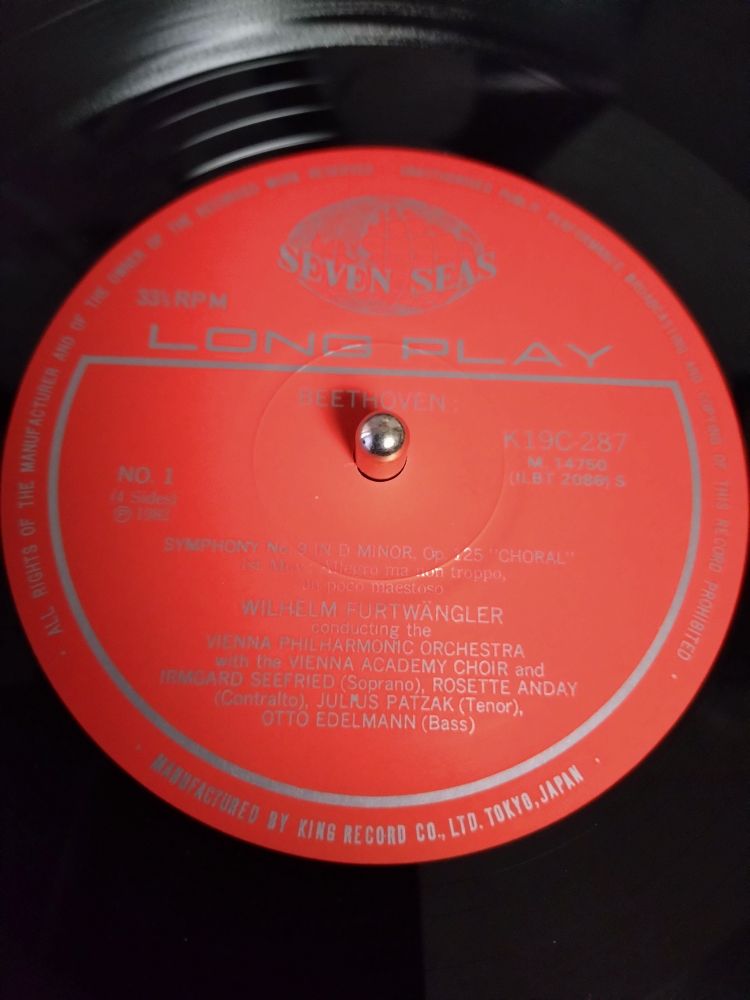 ALL RIGHTS OF THE MANUFACTURER AND OF THE OWNER OF THE RECORDED WORK RESERVED · UNAUTHORISED PUBLIC PERFORMANCE BROADCASTING AND COPYING OF THIS RECORD PROHIBITED ·
SEVEN SEAS
33⅓ RPM
LONG PLAY
BEETHOVEN:
K19C-287
M. 14750
(ILBT 2086) S
NO. 1
(4 Sides)
℗ 1982
SYMPHONY No. 9 IN D MINOR, Op. 125 "CHORAL"
1st Mov.: Allegro ma non troppo,
un poco maestoso
WILHELM FURTWÄNGLER
conducting the
VIENNA PHILHARMONIC ORCHESTRA
with the VIENNA ACADEMY CHOIR and
IRMGARD SEEFRIED (Soprano), ROSETTE ANDAY
(Contralto), JULIUS PATZAK (Tenor),
OTTO EDELMANN (Bass)
· MANUFACTURED BY KING RECORD CO., LTD. TOKYO, JAPAN ·